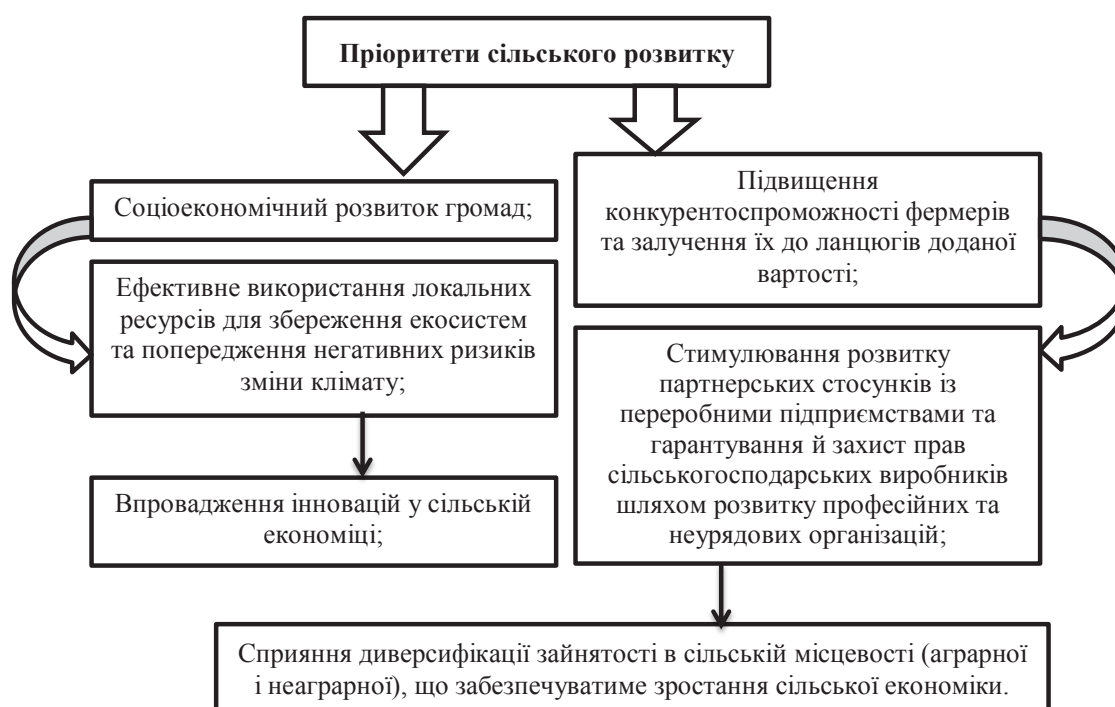 Пріоритети сільського розвитку
Соціоекономічний розвиток громад;
Ефективне використання локальних
ресурсів для збереження екосистем
та попередження негативних ризиків
зміни клімату;
Впровадження інновацій у сільській
економіці;
Підвищення
конкурентоспроможності фермерів
та залучення їх до ланцюгів доданої
вартості;
Стимулювання розвитку
партнерських стосунків із
переробними підприємствами та
гарантування й захист прав
сільськогосподарських виробників
шляхом розвитку професійних та
неурядових організацій;
Сприяння диверсифікації зайнятості в сільській місцевості (аграрної
і неаграрної), що забезпечуватиме зростання сільської економіки.